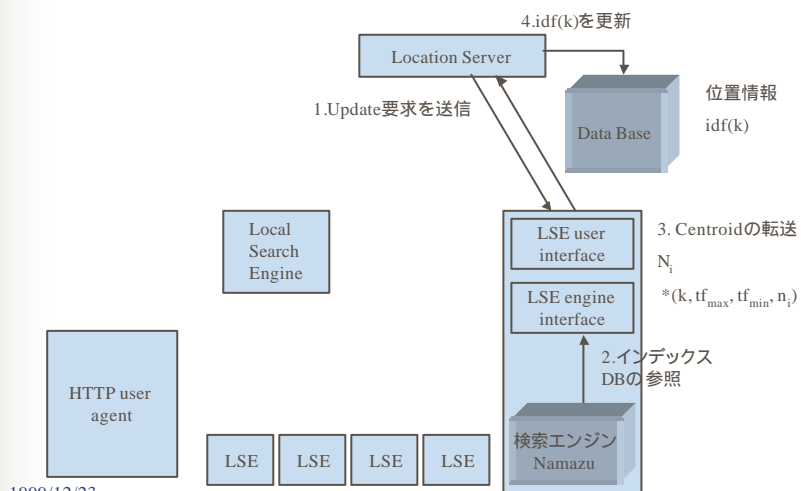 4.idf(k)を更新
Location Server
位置情報
1.Update要求を送信
Data Base
idf(k)
Local
Search
Engine
LSE user
interface
3. Centroidの転送
Ni
LSE engine
interface
*(k, tfmax, tfmin, ni)
2.インデックス
DBの 参照
HTTP user
agent
検索エンジン
Namazu
LSE
LSE
LSE
LSE
1999/12/23